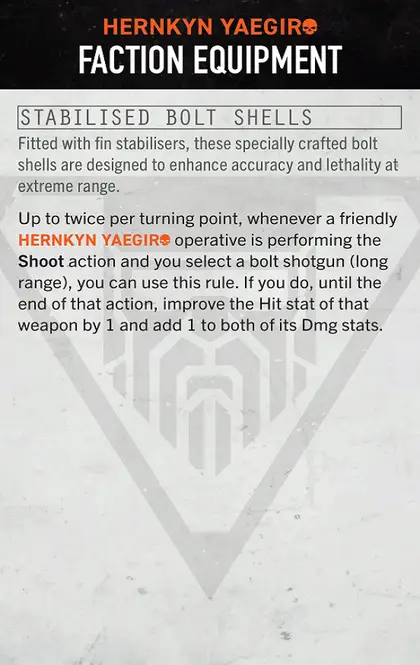 HERNKYN YAEGIR
FACTION EQUIPMENT
STABILISED BOLT SHELLS
Fitted with fin stabilisers, these specially crafted bolt
shells are designed to enhance accuracy and lethality at
extreme range.
Up to twice per turning point, whenever a friendly
HERNKYN YAEGIR operative is performing the
Shoot action and you select a bolt shotgun (long
range), you can use this rule. If you do, until the
end of that action, improve the Hit stat of that
weapon by 1 and add 1 to both of its Dmg stats.